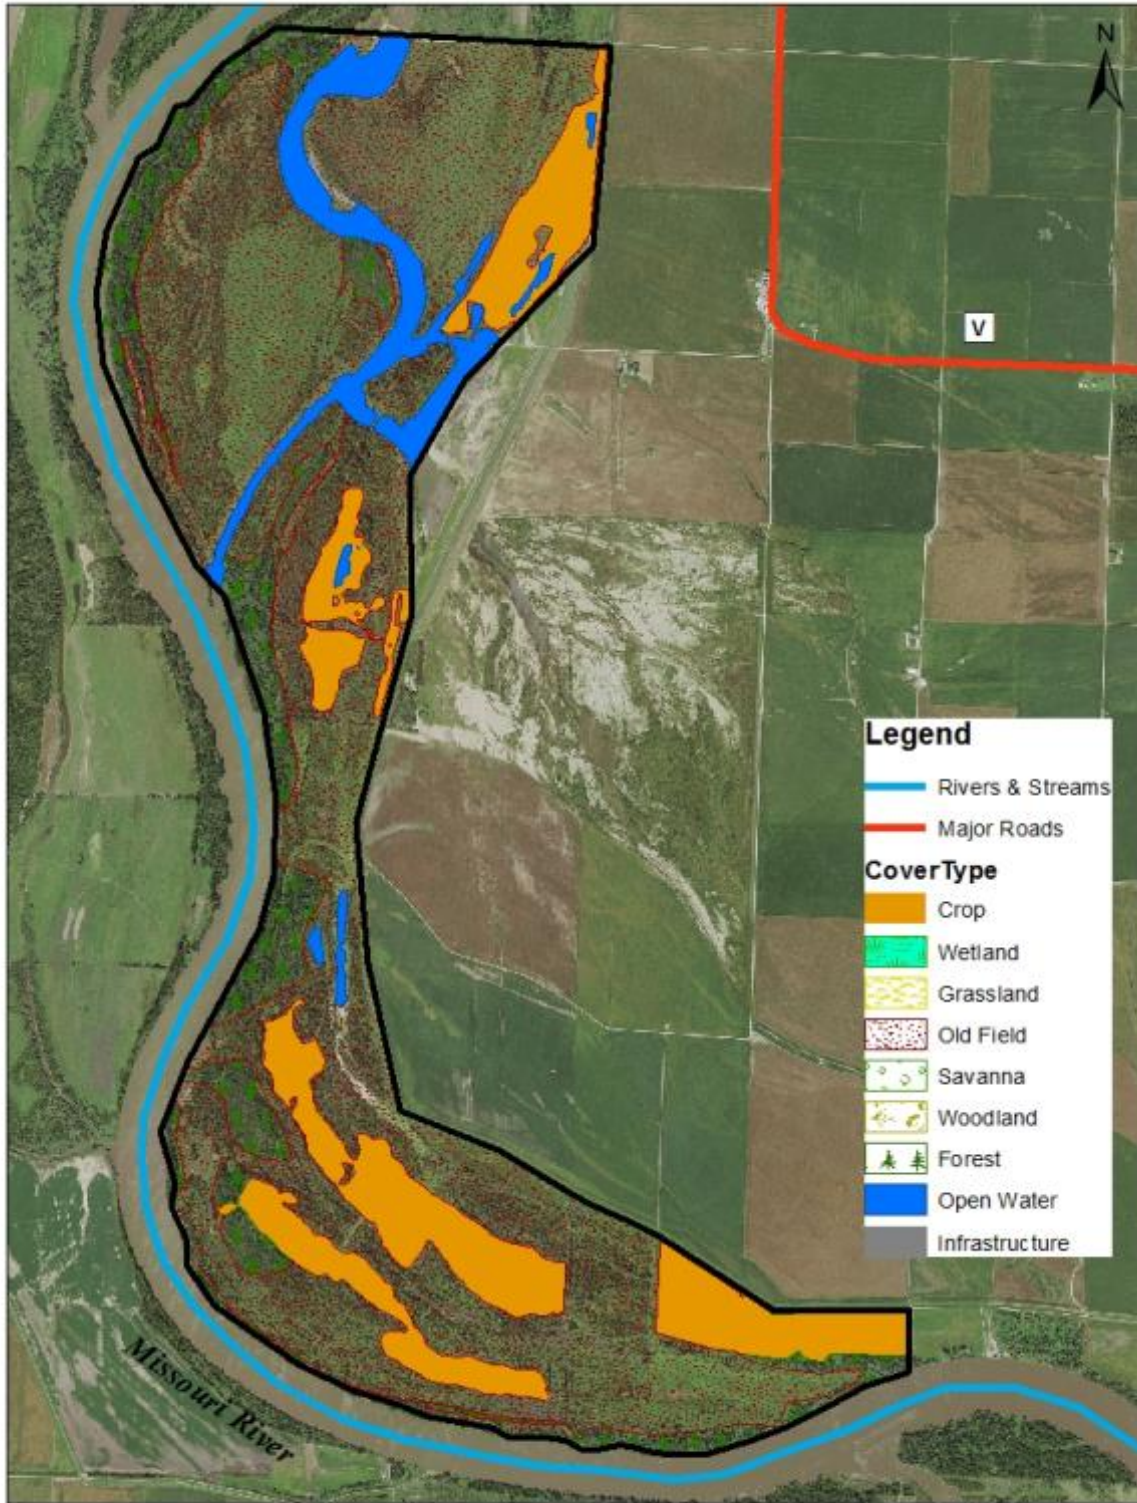 N
V
Legend
Rivers & Streams
Major Roads
CoverType
Crop
Wetland
Grassland
Old Field
Savanna
Woodland
Forest
Open Water
Infrastructure
Missouri River